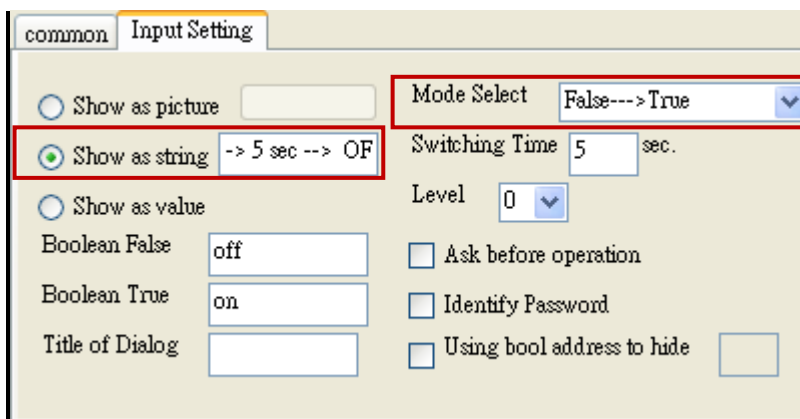 common Input Setting
Show as picture
Show as string -> 5 sec --> OF
Show as value
Boolean False off
Boolean True on
Title of Dialog
Mode Select False--->True
Switching Time 5 sec.
Level 0
Ask before operation
Identify Password
Using bool address to hide